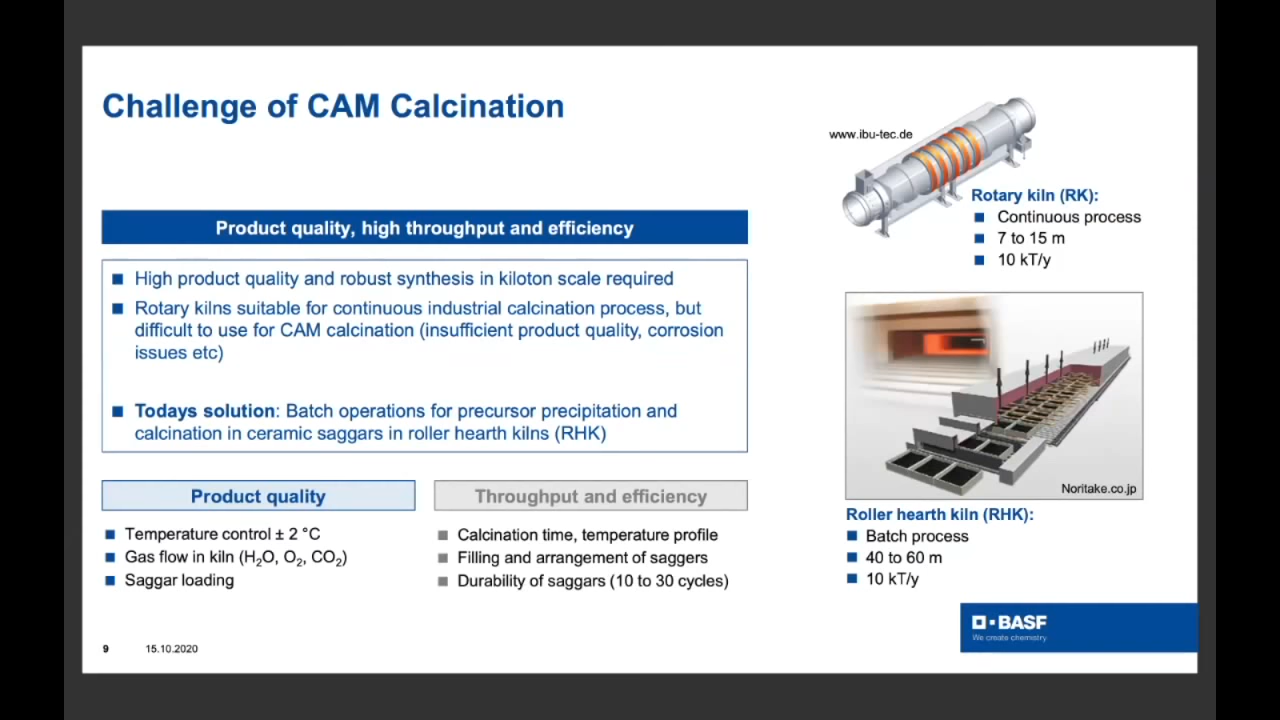 Challenge of CAM Calcination
www.ibu-tec.de
Rotary kiln (RK):
Continuous process
7 to 15 m
10 kT/y
Product quality, high throughput and efficiency
High product quality and robust synthesis in kiloton scale required
Rotary kilns suitable for continuous industrial calcination process, but
difficult to use for CAM calcination (insufficient product quality, corrosion
issues etc)
Todays solution: Batch operations for precursor precipitation and
calcination in ceramic saggars in roller hearth kilns (RHK)
Product quality
Temperature control ± 2 °C
Gas flow in kiln (H₂O, O₂, CO₂)
Saggar loading
Throughput and efficiency
Calcination time, temperature profile
Filling and arrangement of saggers
Durability of saggars (10 to 30 cycles)
Noritake.co.jp
Roller hearth kiln (RHK):
Batch process
40 to 60 m
10 kT/y
BASF
We create chemistry
9
15.10.2020